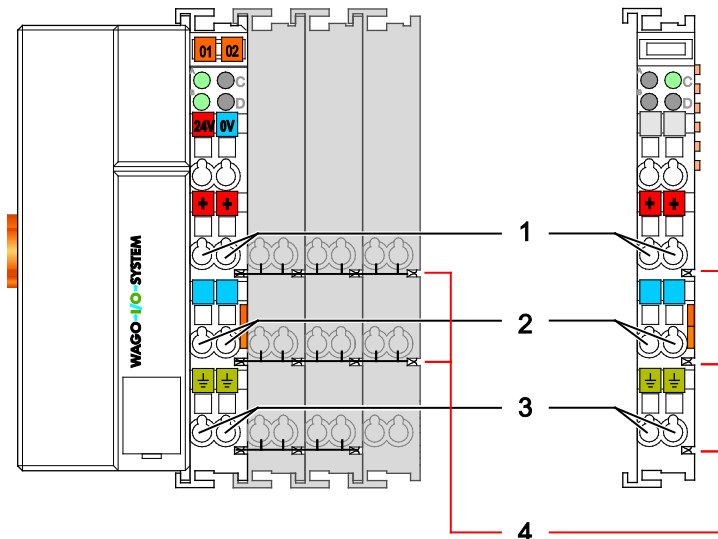 01 02
A C
B D
24V 0V
+ +
WAGO-I/O-SYSTEM
A C
B D
+ +
1
2
3
4